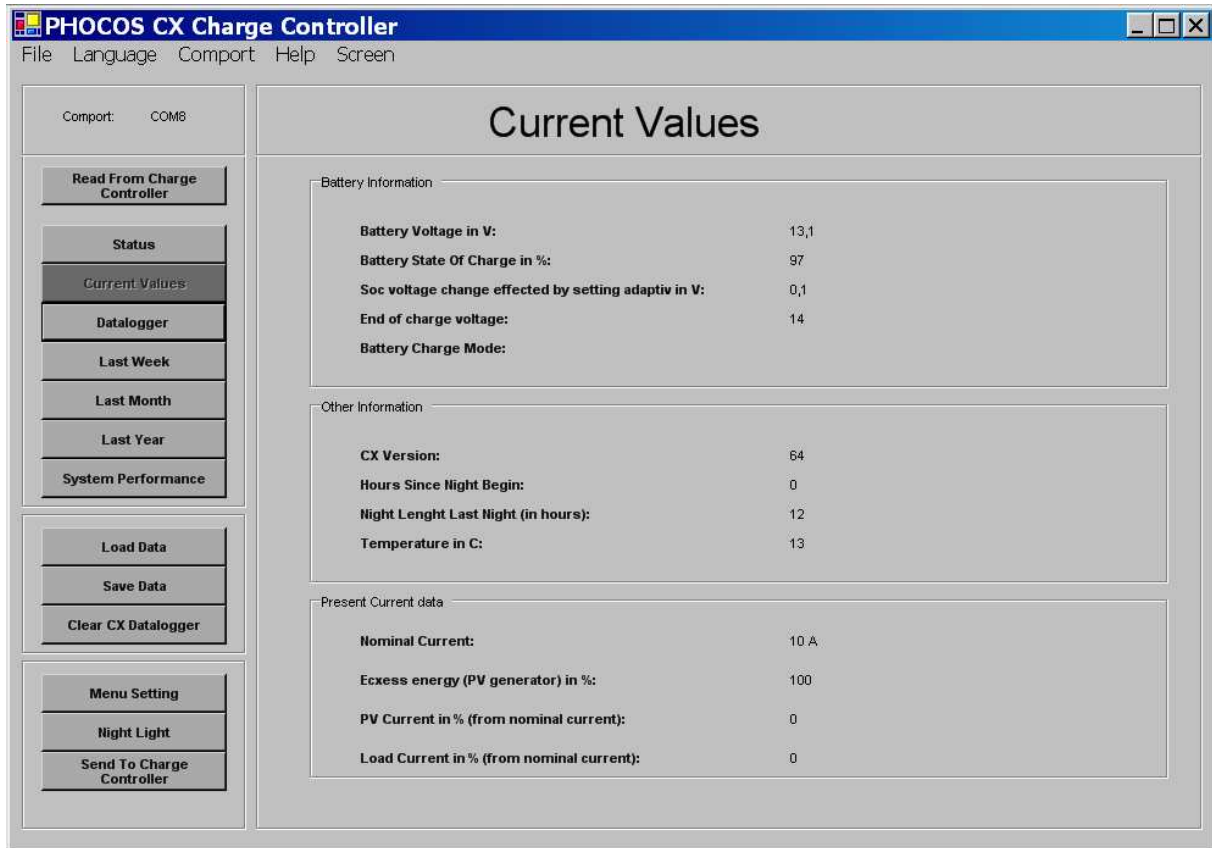 PHOCOS CX Charge Controller
File Language Comport Help Screen
Comport: COM8
Current Values
Read From Charge
Controller
Status
Current Values
Datalogger
Last Week
Last Month
Last Year
System Performance
Load Data
Save Data
Clear CX Datalogger
Menu Setting
Night Light
Send To Charge
Controller
Battery Information
Battery Voltage in V: 13,1
Battery State Of Charge in %: 97
Soc voltage change effected by setting adaptiv in V: 0,1
End of charge voltage: 14
Battery Charge Mode:
Other Information
CX Version: 64
Hours Since Night Begin: 0
Night Lenght Last Night (in hours): 12
Temperature in C: 13
Present Current data
Nominal Current: 10 A
Ecxess energy (PV generator) in %: 100
PV Current in % (from nominal current): 0
Load Current in % (from nominal current): 0